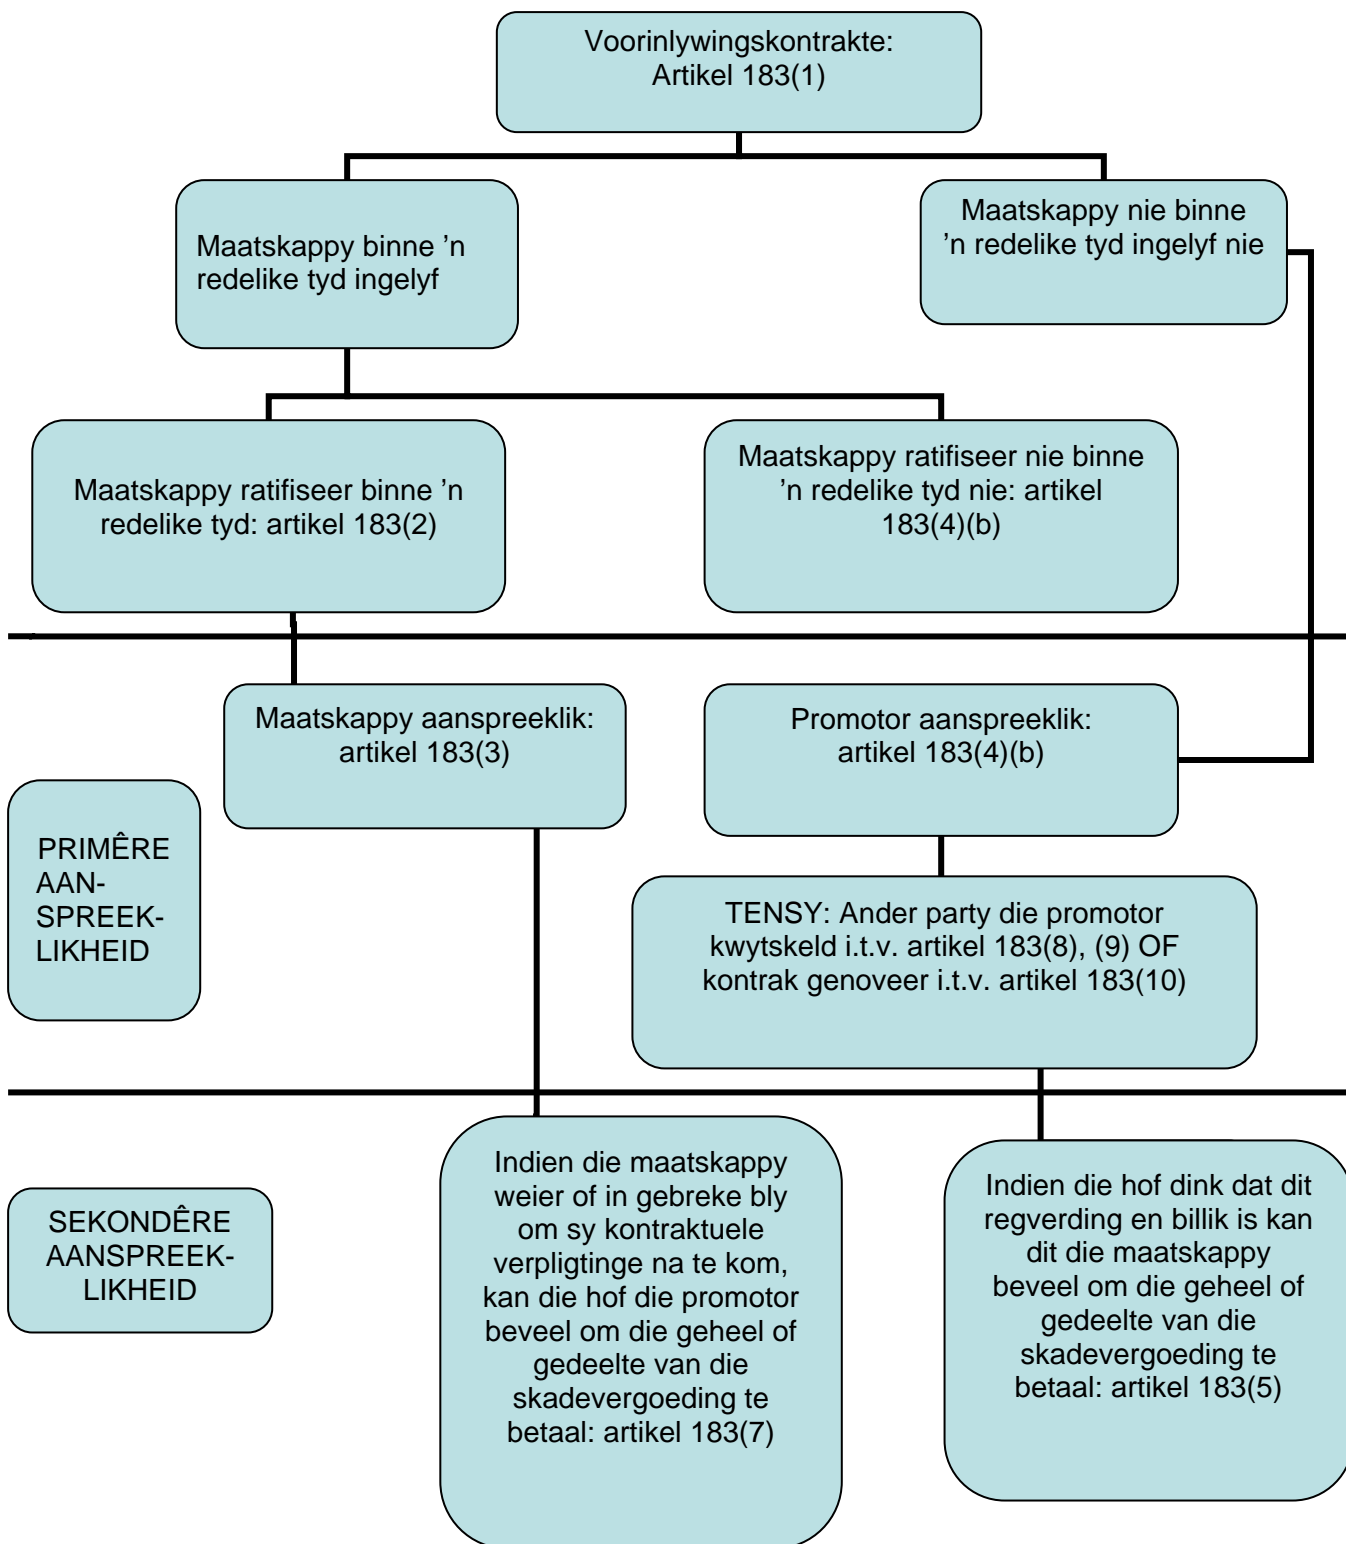 Voorinlywingskontrakte:
Artikel 183(1)
Maatskappy binne ’n
redelike tyd ingelyf
Maatskappy nie binne
’n redelike tyd ingelyf nie
Maatskappy ratifiseer binne ’n
redelike tyd: artikel 183(2)
Maatskappy ratifiseer nie binne
’n redelike tyd nie: artikel
183(4)(b)
Maatskappy aanspreeklik:
artikel 183(3)
Promotor aanspreeklik:
artikel 183(4)(b)
PRIMÊRE
AAN-
SPREEK-
LIKHEID
TENSY: Ander party die promotor
kwytskeld i.t.v. artikel 183(8), (9) OF
kontrak genoveer i.t.v. artikel 183(10)
SEKONDÊRE
AANSPREEK-
LIKHEID
Indien die maatskappy
weier of in gebreke bly
om sy kontraktuele
verpligtinge na te kom,
kan die hof die promotor
beveel om die geheel of
gedeelte van die
skadevergoeding te
betaal: artikel 183(7)
Indien die hof dink dat dit
regverding en billik is kan
dit die maatskappy
beveel om die geheel of
gedeelte van die
skadevergoeding te
betaal: artikel 183(5)